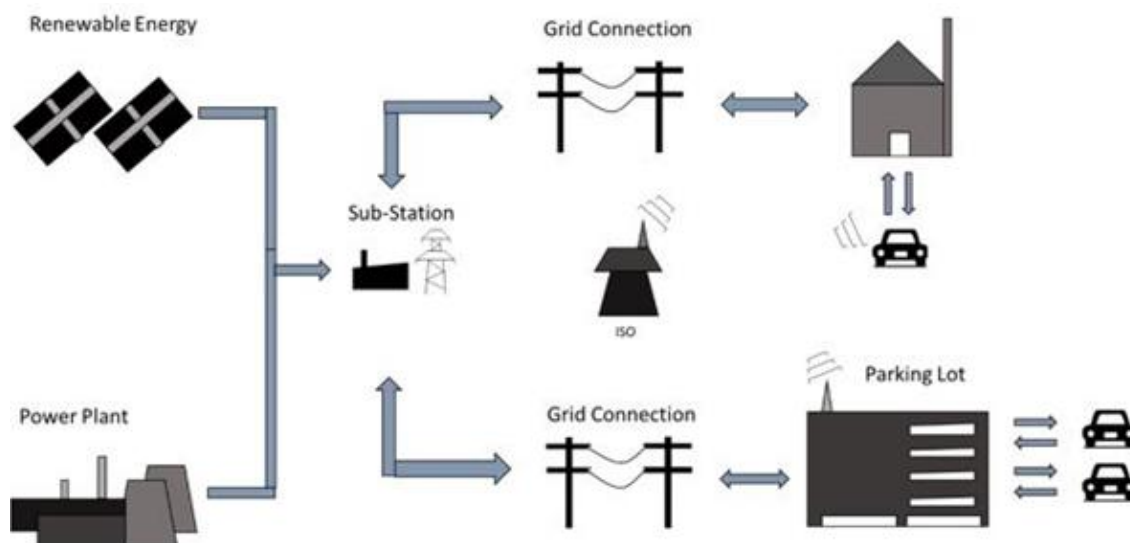 Renewable Energy
Grid Connection
Sub-Station
ISO
Parking Lot
Power Plant
Grid Connection